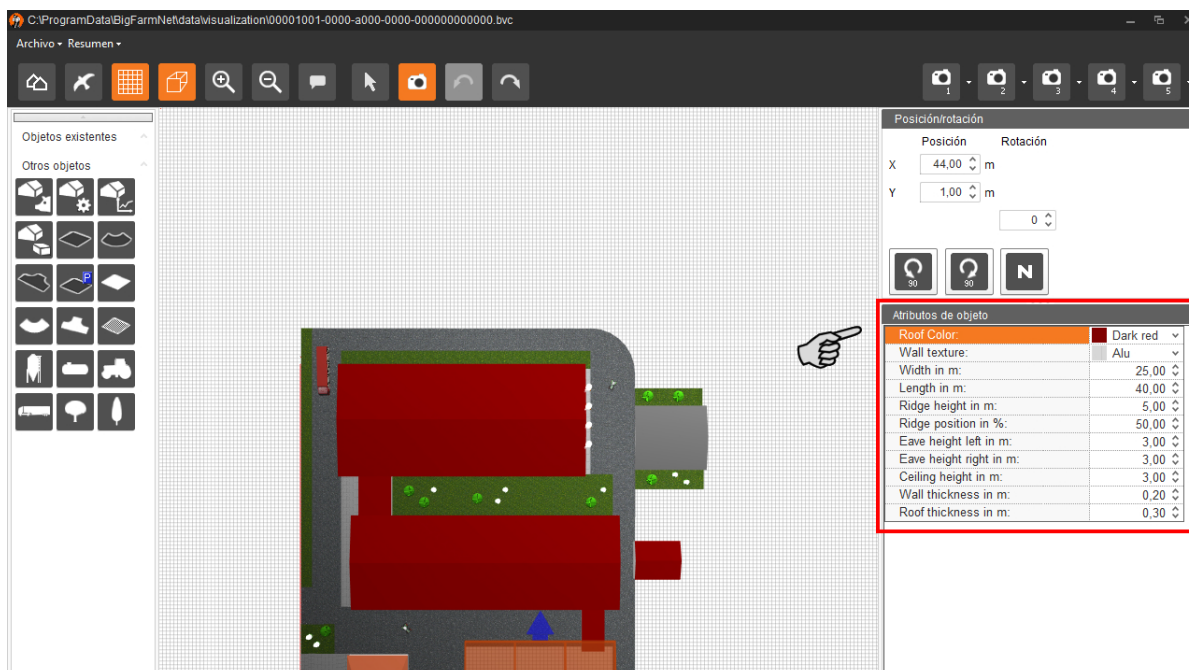 C:\ProgramData\BigFarmNet\data\visualization\00001001-0000-a000-0000-000000000000.bvc
Archivo Resumen
1 2 3 4 5
Objetos existentes
Otros objetos
P
Posición/rotación
Posición Rotación
X 44,00 m
Y 1,00 m
0
90 90 N
Atributos de objeto
Roof Color: Dark red
Wall texture: Alu
Width in m: 25,00
Length in m: 40,00
Ridge height in m: 5,00
Ridge position in %: 50,00
Eave height left in m: 3,00
Eave height right in m: 3,00
Ceiling height in m: 3,00
Wall thickness in m: 0,20
Roof thickness in m: 0,30